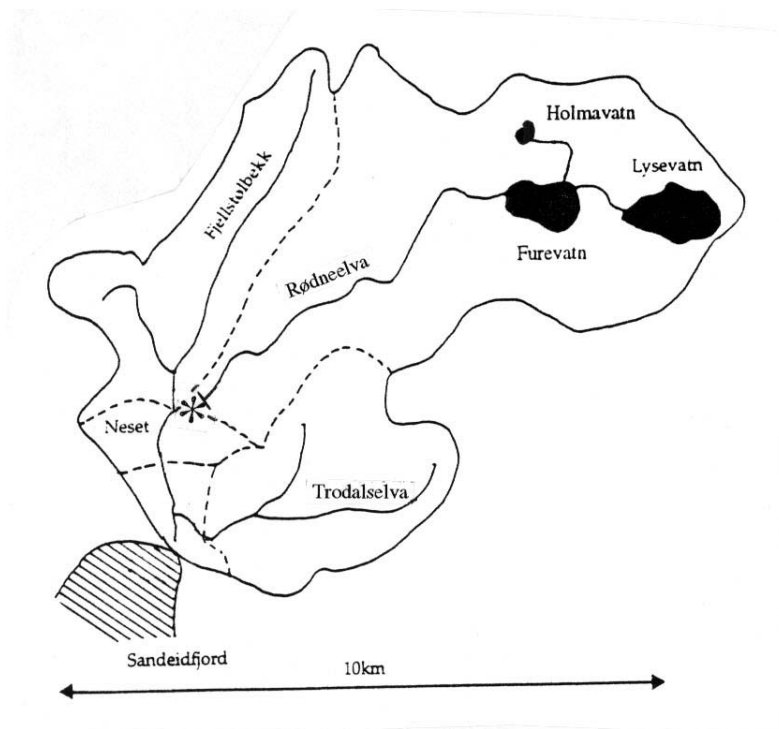 Holmavatn
Lysevatn
Fjellstølbekk
Furevatn
Rødneelva
Neset
Trodalselva
Sandeidfjord
10km